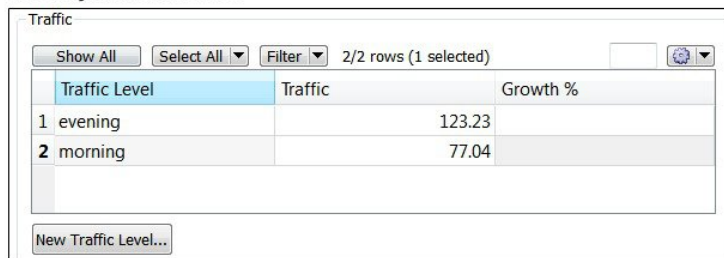 Traffic
Show All Select All Filter 2/2 rows (1 selected)
Traffic Level Traffic Growth %
1 evening 123.23
2 morning 77.04
New Traffic Level...